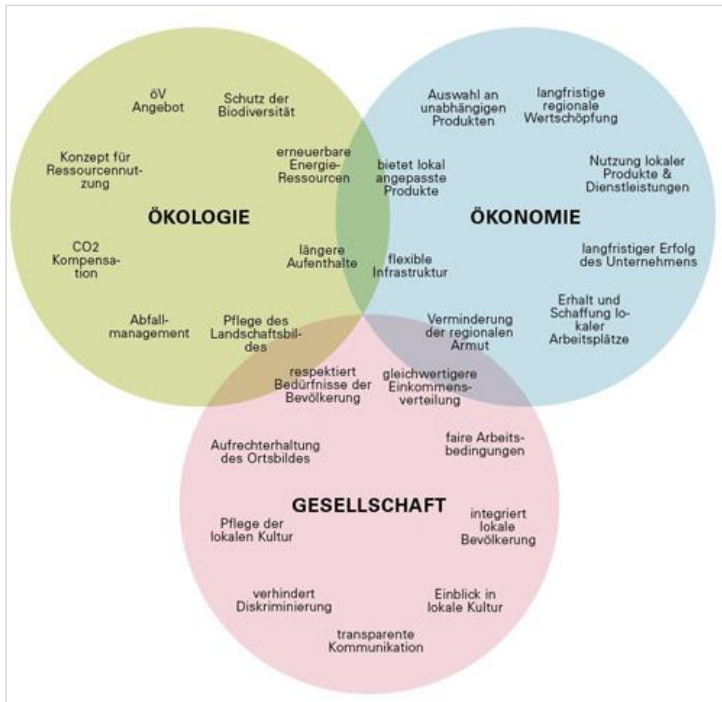 öV
Angebot
Schutz der
Biodiversität
Konzept für
Ressourcennut-
zung
erneuerbare
Energie-
Ressourcen
ÖKOLOGIE
CO2
Kompensa-
tion
längere
Aufenthalte
Abfall-
management
Pflege des
Landschaftsbil-
des
Auswahl an
unabhängigen
Produkten
langfristige
regionale
Wertschöpfung
bietet lokal
angepasste
Produkte
Nutzung lokaler
Produkte &
Dienstleistungen
ÖKONOMIE
flexible
Infrastruktur
langfristiger Erfolg
des Unternehmens
Verminderung
der regionalen
Armut
Erhalt und
Schaffung lo-
kaler
Arbeitsplätze
respektiert
Bedürfnisse der
Bevölkerung
gleichwertigere
Einkommens-
verteilung
Aufrechterhaltung
des Ortsbildes
faire Arbeits-
bedingungen
GESELLSCHAFT
Pflege der
lokalen Kultur
integriert
lokale
Bevölkerung
verhindert
Diskriminierung
Einblick in
lokale Kultur
transparente
Kommunikation